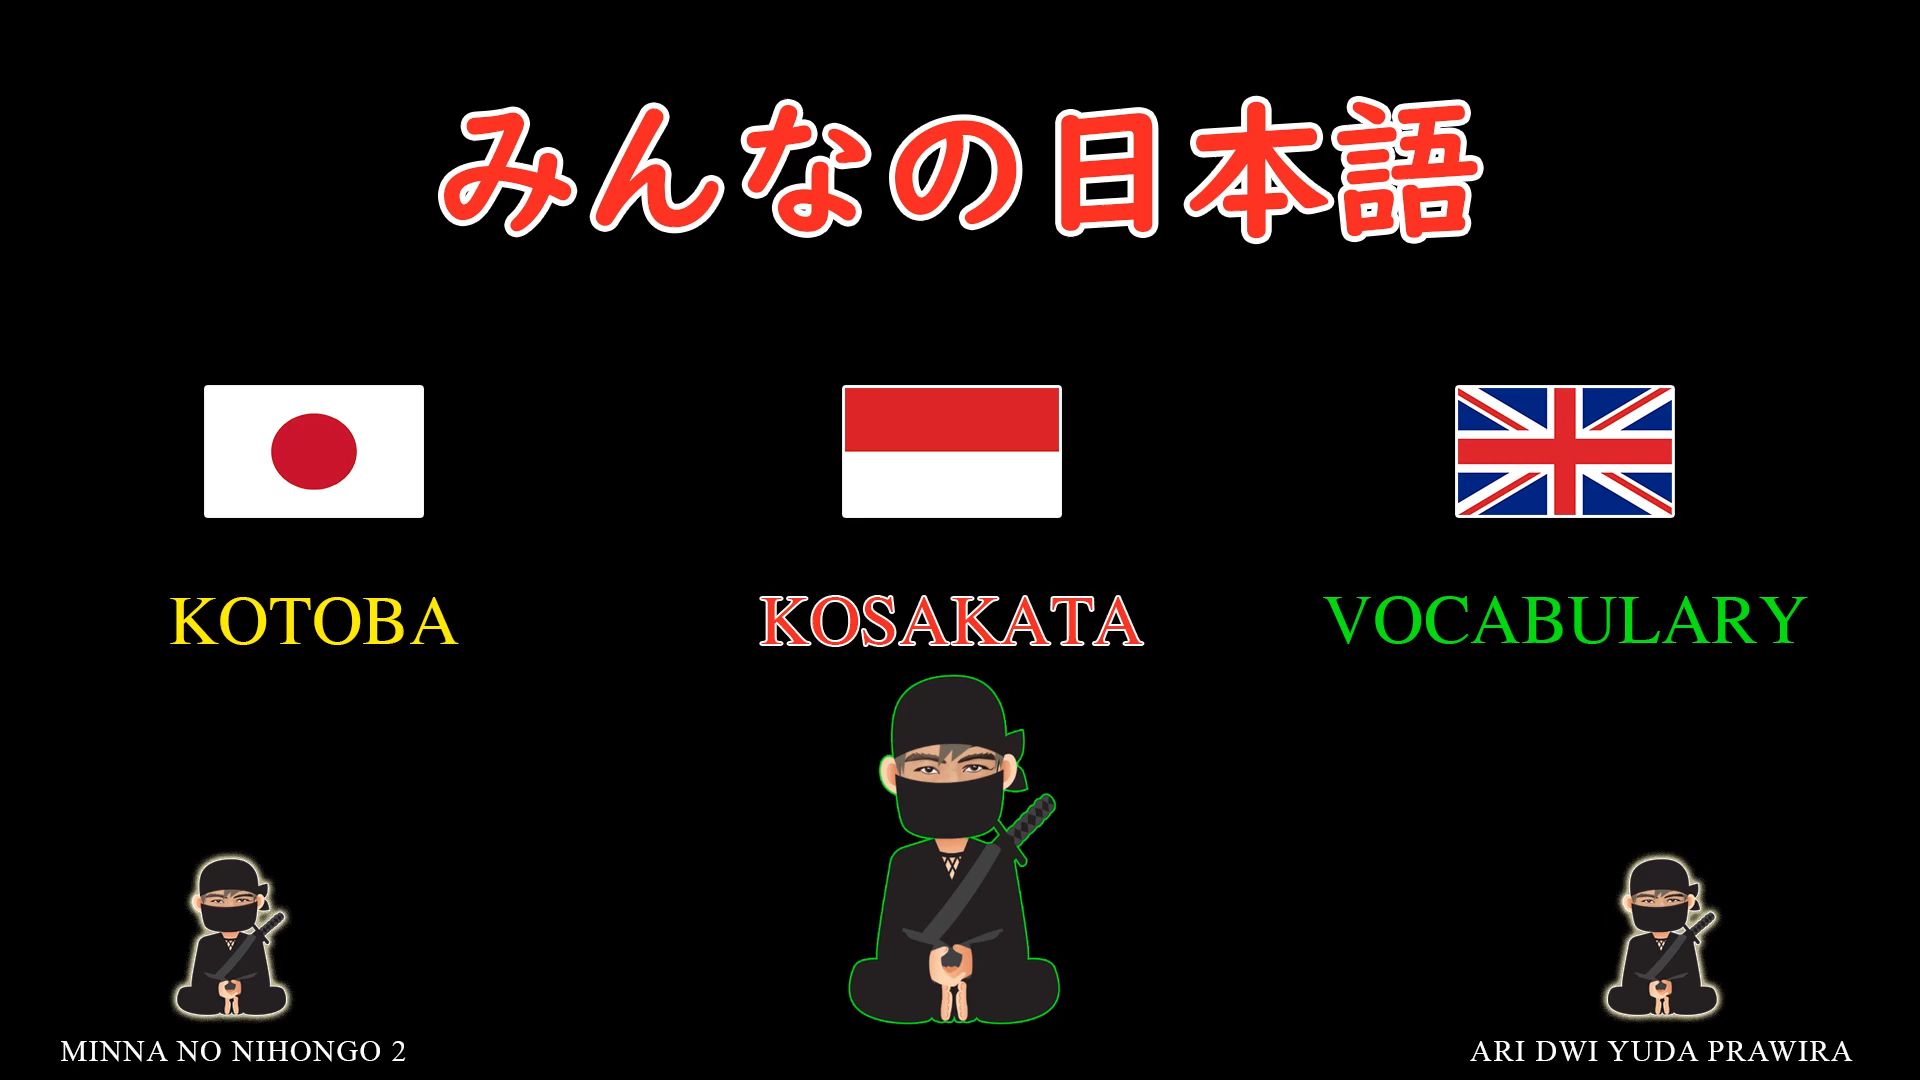 みんなの日本語
KOTOBA
KOSAKATA
VOCABULARY
MINNA NO NIHONGO 2
ARI DWI YUDA PRAWIRA